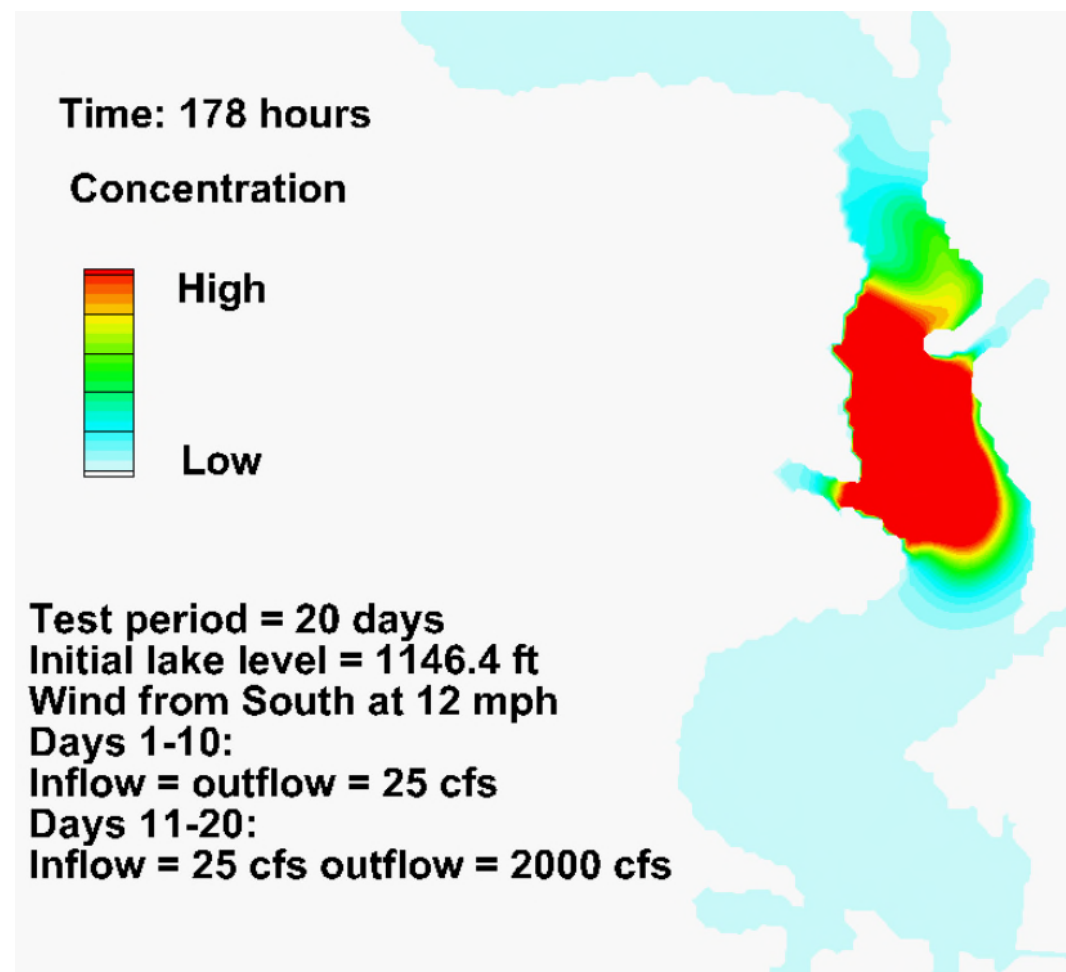 Time: 178 hours
Concentration
High
Low
Test period = 20 days
Initial lake level = 1146.4 ft
Wind from South at 12 mph
Days 1-10:
Inflow = outflow = 25 cfs
Days 11-20:
Inflow = 25 cfs outflow = 2000 cfs